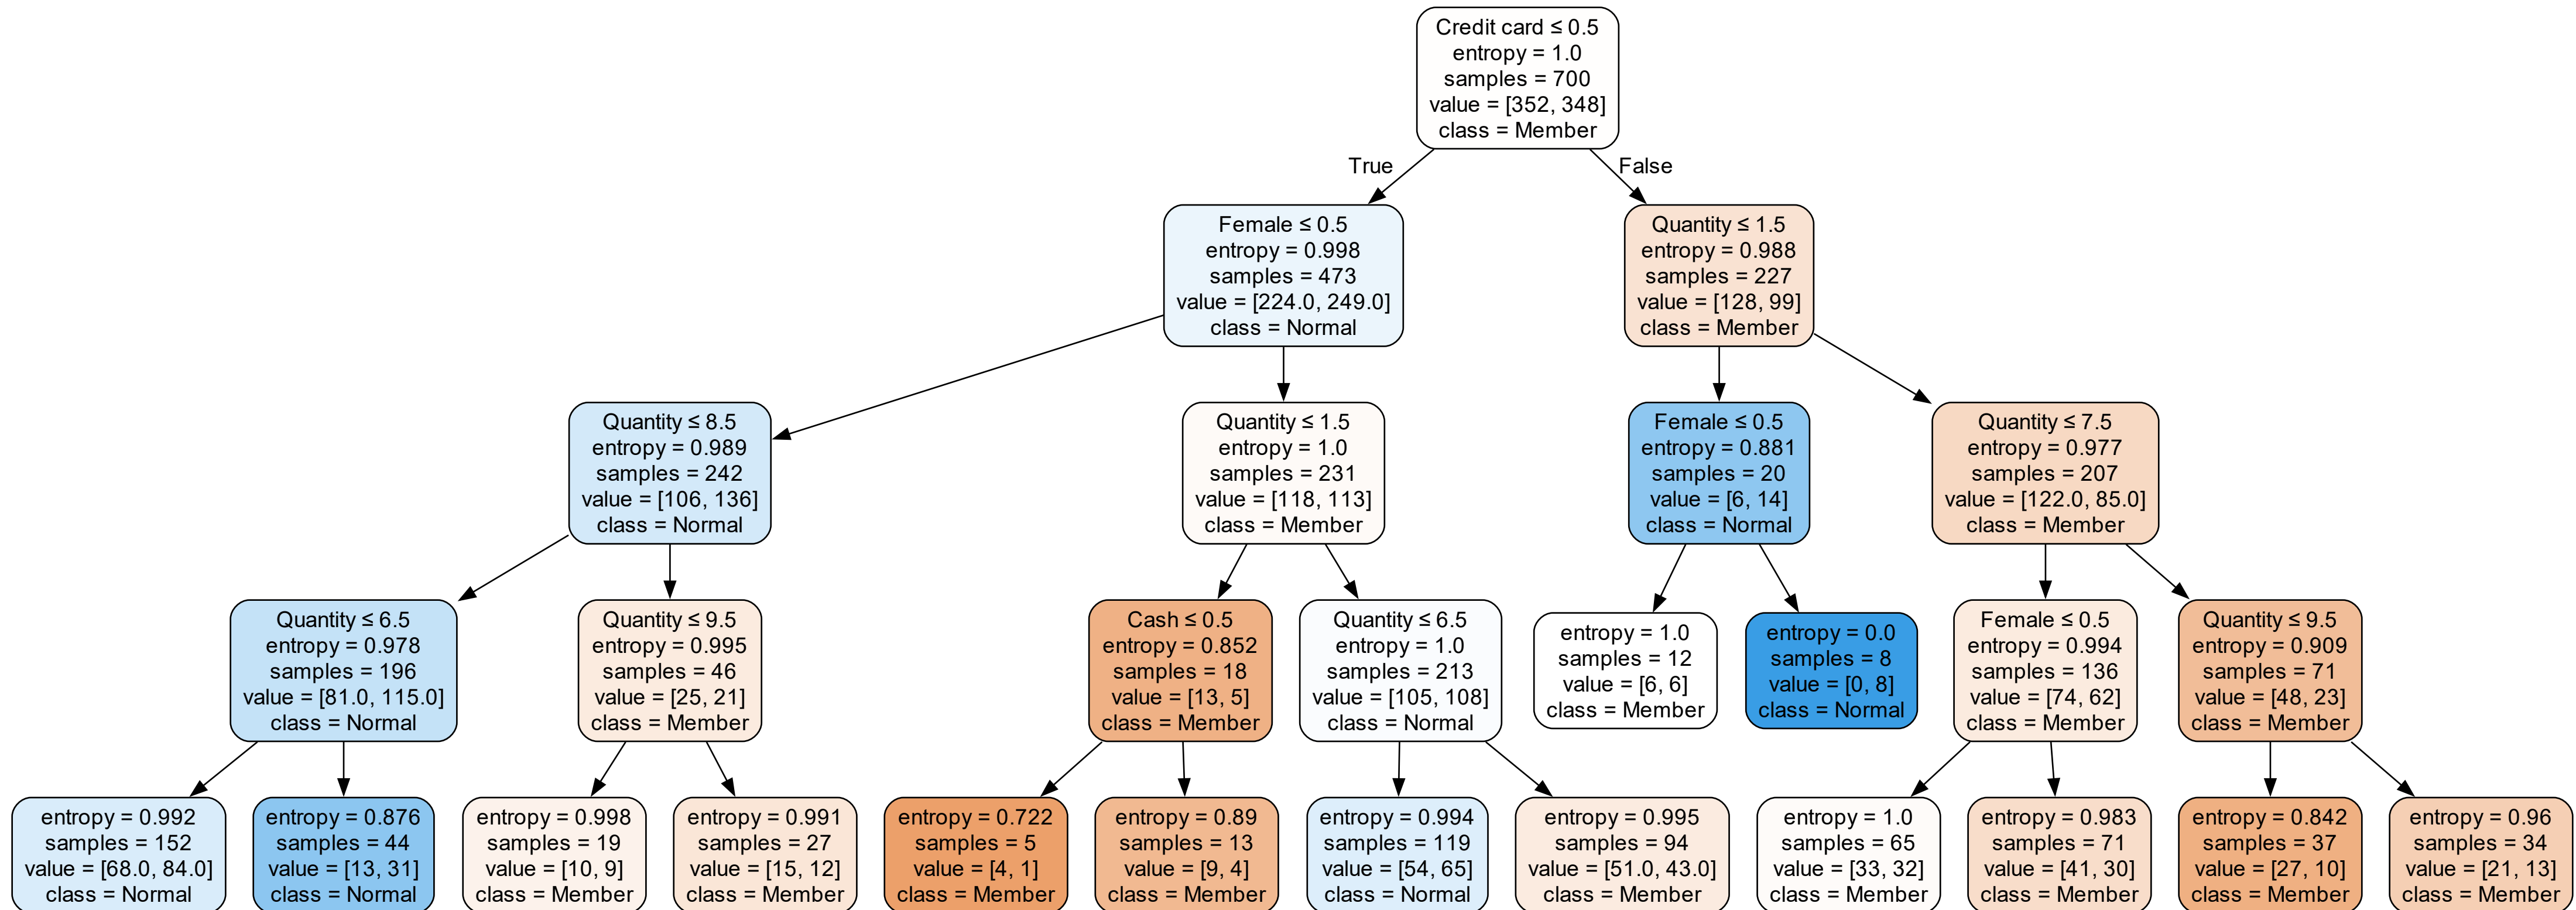 Credit card ≤ 0.5
entropy = 1.0
samples = 700
value = [352, 348]
class = Member
True
False
Female ≤ 0.5
entropy = 0.998
samples = 473
value = [224.0, 249.0]
class = Normal
Quantity ≤ 1.5
entropy = 0.988
samples = 227
value = [128, 99]
class = Member
Quantity ≤ 8.5
entropy = 0.989
samples = 242
value = [106, 136]
class = Normal
Quantity ≤ 1.5
entropy = 1.0
samples = 231
value = [118, 113]
class = Member
Female ≤ 0.5
entropy = 0.881
samples = 20
value = [6, 14]
class = Normal
Quantity ≤ 7.5
entropy = 0.977
samples = 207
value = [122.0, 85.0]
class = Member
Quantity ≤ 6.5
entropy = 0.978
samples = 196
value = [81.0, 115.0]
class = Normal
Quantity ≤ 9.5
entropy = 0.995
samples = 46
value = [25, 21]
class = Member
Cash ≤ 0.5
entropy = 0.852
samples = 18
value = [13, 5]
class = Member
Quantity ≤ 6.5
entropy = 1.0
samples = 213
value = [105, 108]
class = Normal
entropy = 1.0
samples = 12
value = [6, 6]
class = Member
entropy = 0.0
samples = 8
value = [0, 8]
class = Normal
Female ≤ 0.5
entropy = 0.994
samples = 136
value = [74, 62]
class = Member
Quantity ≤ 9.5
entropy = 0.909
samples = 71
value = [48, 23]
class = Member
entropy = 0.992
samples = 152
value = [68.0, 84.0]
class = Normal
entropy = 0.876
samples = 44
value = [13, 31]
class = Normal
entropy = 0.998
samples = 19
value = [10, 9]
class = Member
entropy = 0.991
samples = 27
value = [15, 12]
class = Member
entropy = 0.722
samples = 5
value = [4, 1]
class = Member
entropy = 0.89
samples = 13
value = [9, 4]
class = Member
entropy = 0.994
samples = 119
value = [54, 65]
class = Normal
entropy = 0.995
samples = 94
value = [51.0, 43.0]
class = Member
entropy = 1.0
samples = 65
value = [33, 32]
class = Member
entropy = 0.983
samples = 71
value = [41, 30]
class = Member
entropy = 0.842
samples = 37
value = [27, 10]
class = Member
entropy = 0.96
samples = 34
value = [21, 13]
class = Member